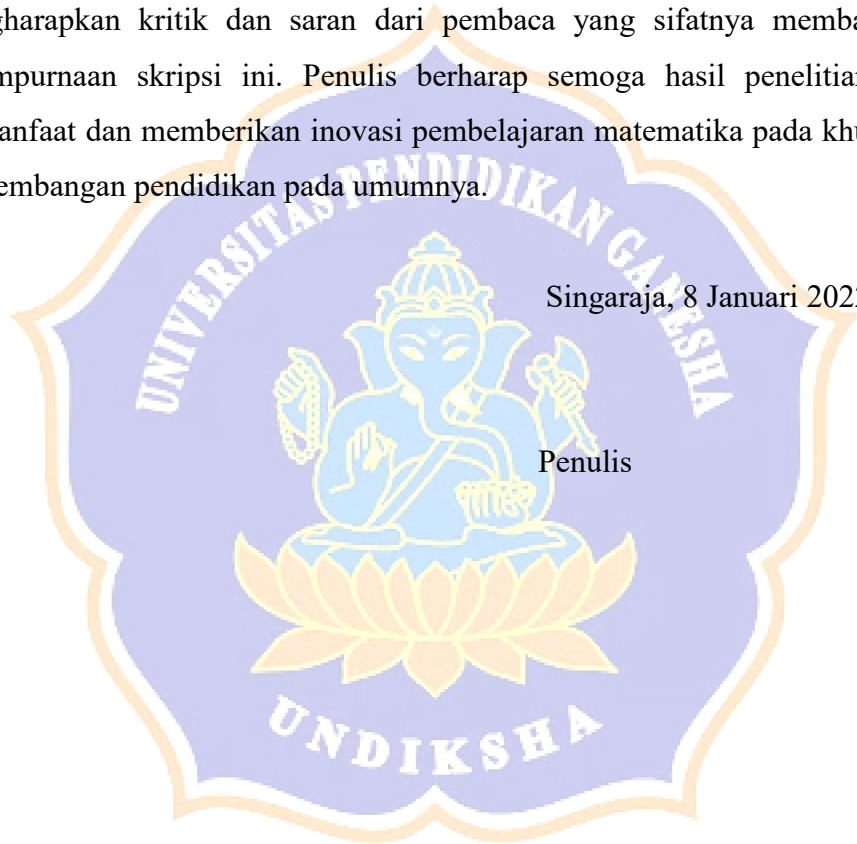 gharapkan kritik dan saran dari pembaca yang sifatnya memba
mpurnaan skripsi ini. Penulis berharap semoga hasil penelitian
anfaat dan memberikan inovasi pembelajaran matematika pada khu
embangan pendidikan pada umumnya.
UNIVERSITAS PENDIDIKAN GANESHA
Singaraja, 8 Januari 202
Penulis
UNDIKSHA